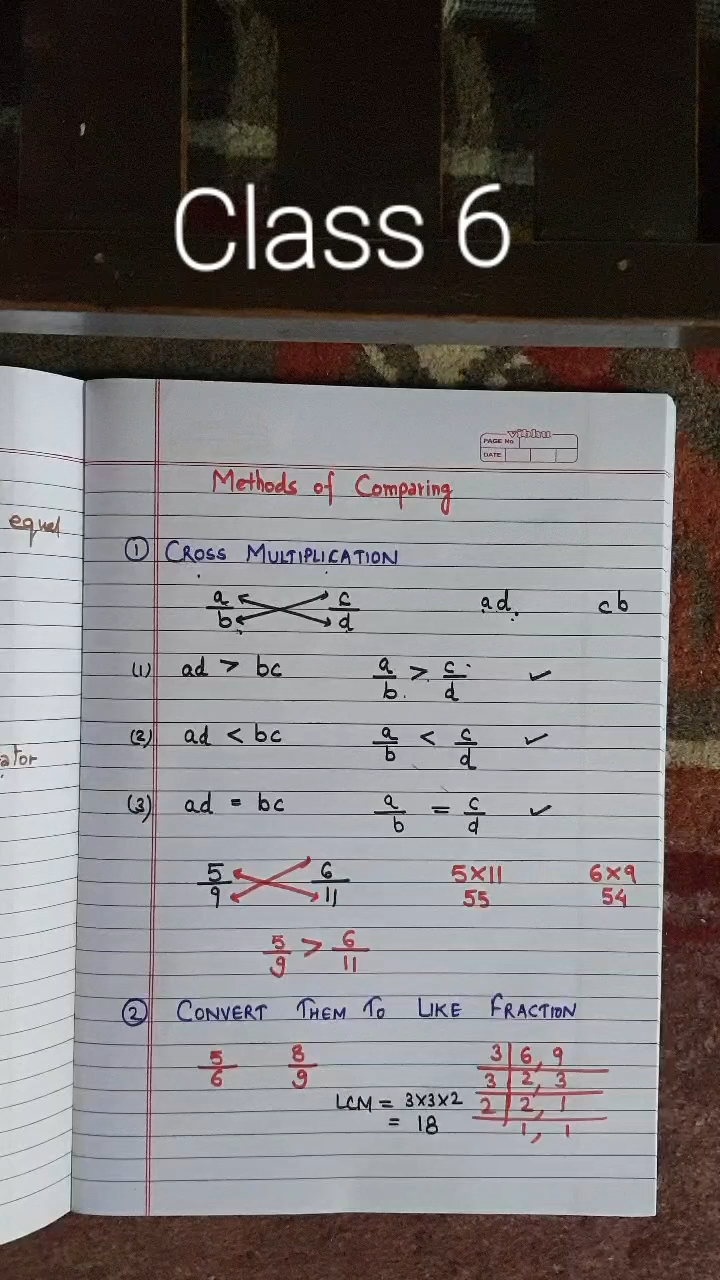 Class 6
vibhu
PAGE No.
DATE
Methods of Comparing
equal
① CROSS MULTIPLICATION
a/b c/d ad cb
(1) ad > bc a/b > c/d ✓
(2) ad < bc a/b < c/d ✓
ator
(3) ad = bc a/b = c/d ✓
5/9 6/11 5×11 6×9
55 54
5/9 > 6/11
② CONVERT THEM TO LIKE FRACTION
5/6 8/9 3 | 6, 9
3 | 2, 3
LCM = 3×3×2 2 | 2, 1
= 18 1, 1